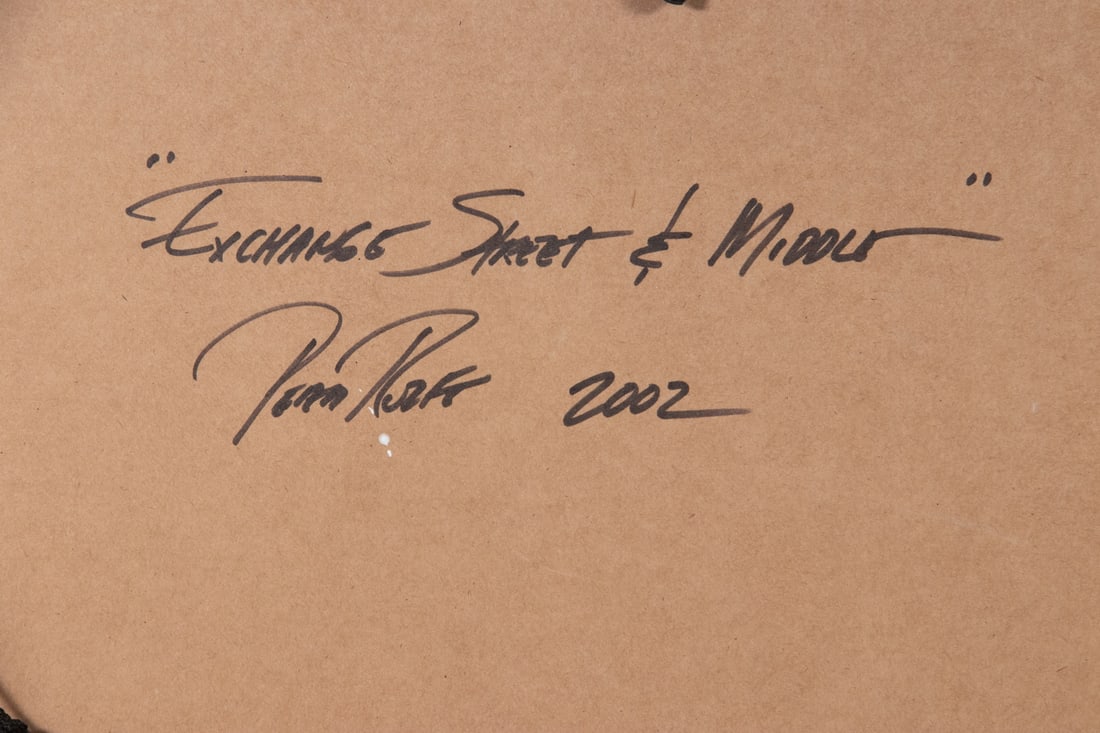 "Exchange Street & Middle"
2002